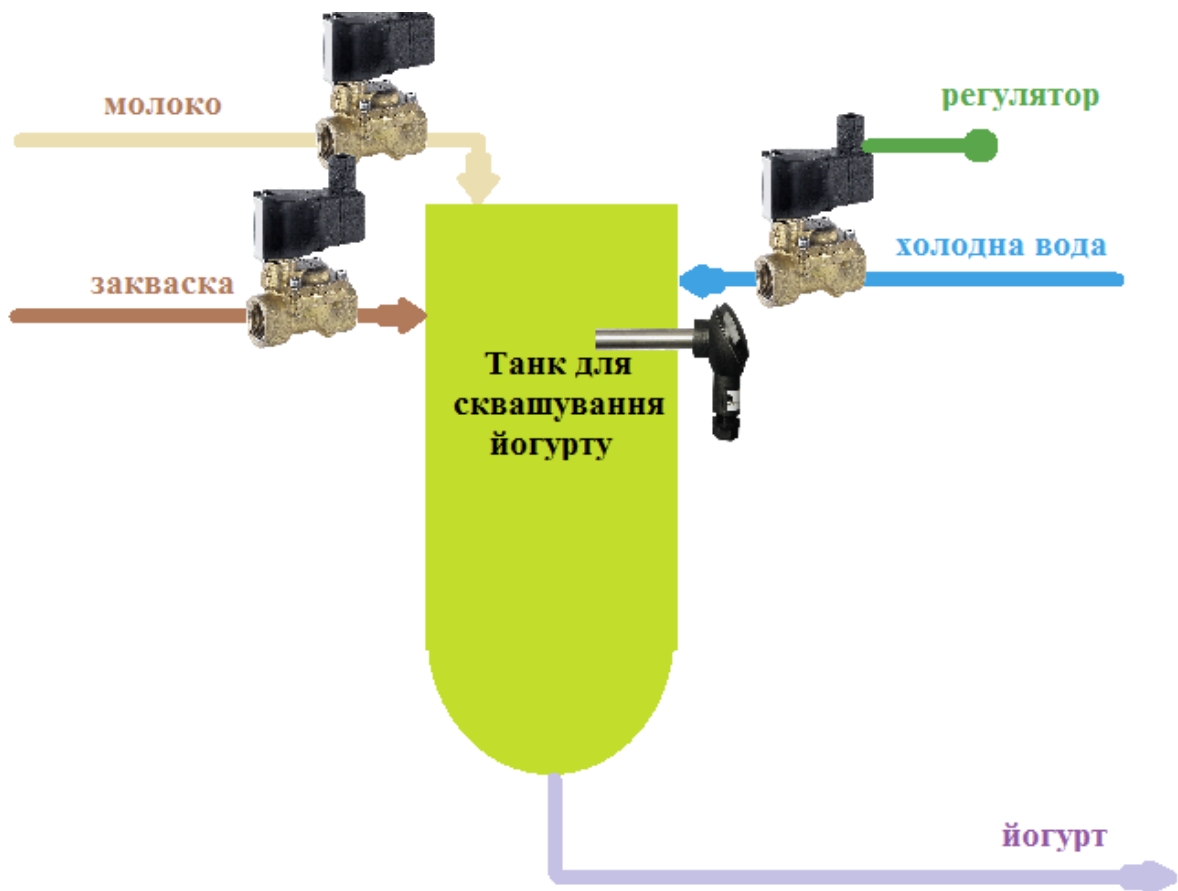 молоко
регулятор
холодна вода
закваска
Танк для
сквашування
йогурту
йогурт